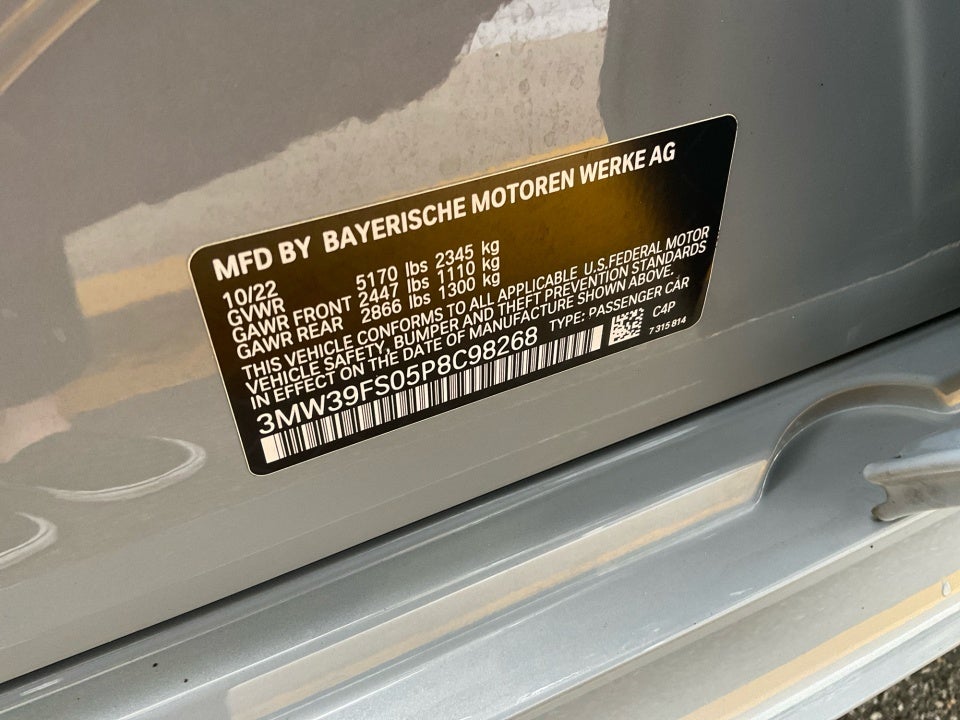 MFD BY BAYERISCHE MOTOREN WERKE AG
10/22
GVWR 5170 lbs 2345 kg
GAWR FRONT 2447 lbs 1110 kg
GAWR REAR 2866 lbs 1300 kg
THIS VEHICLE CONFORMS TO ALL APPLICABLE U.S.FEDERAL MOTOR
VEHICLE SAFETY, BUMPER AND THEFT PREVENTION STANDARDS
IN EFFECT ON THE DATE OF MANUFACTURE SHOWN ABOVE.
3MW39FS05P8C98268 TYPE: PASSENGER CAR
C4P
7 315 814